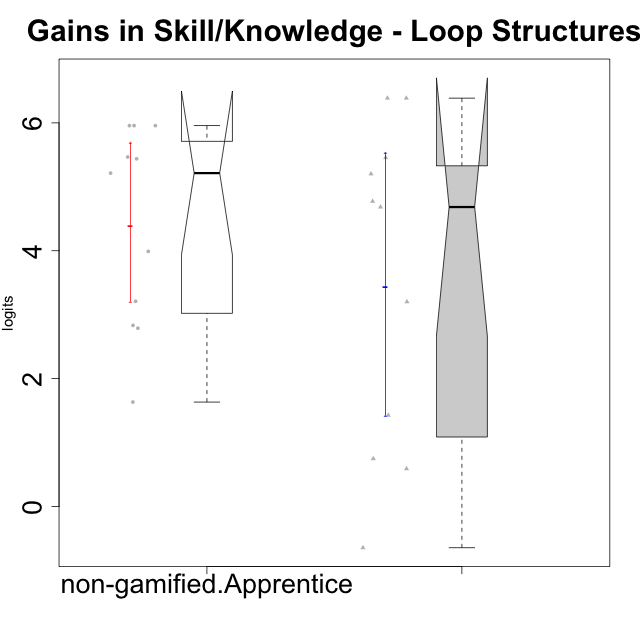 Gains in Skill/Knowledge - Loop Structures
6
4
2
0
logits
non-gamified.Apprentice